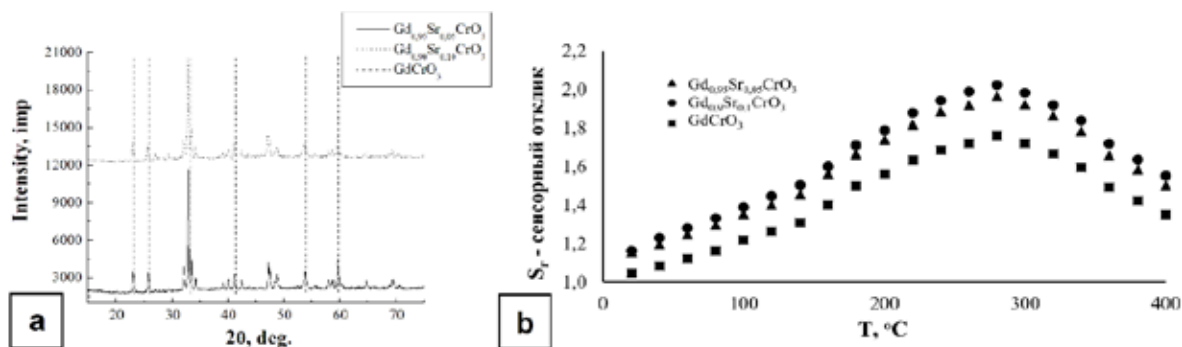 Gd0,95Sr0,05CrO3
Gd0,90Sr0,10CrO3
GdCrO3
21000
18000
15000
12000
9000
6000
3000
Intensity, imp
20
30
40
50
60
70
2θ, deg.
a
2,2
2,0
1,8
1,6
1,4
1,2
1,0
Sr - сенсорный отклик
Gd0,95Sr0,05CrO3
Gd0,9Sr0,1CrO3
GdCrO3
0
100
200
300
400
T, °C
b